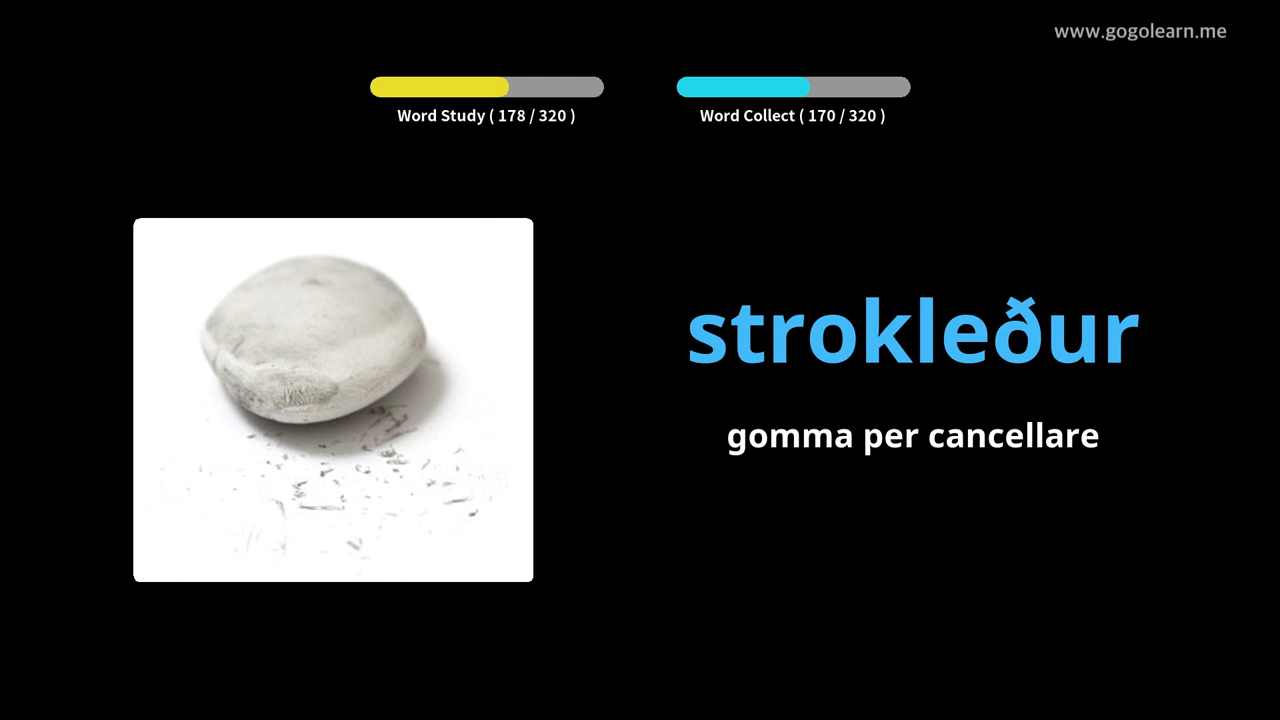 www.gogolearn.me
Word Study ( 178 / 320 )
Word Collect ( 170 / 320 )
strokleður
gomma per cancellare